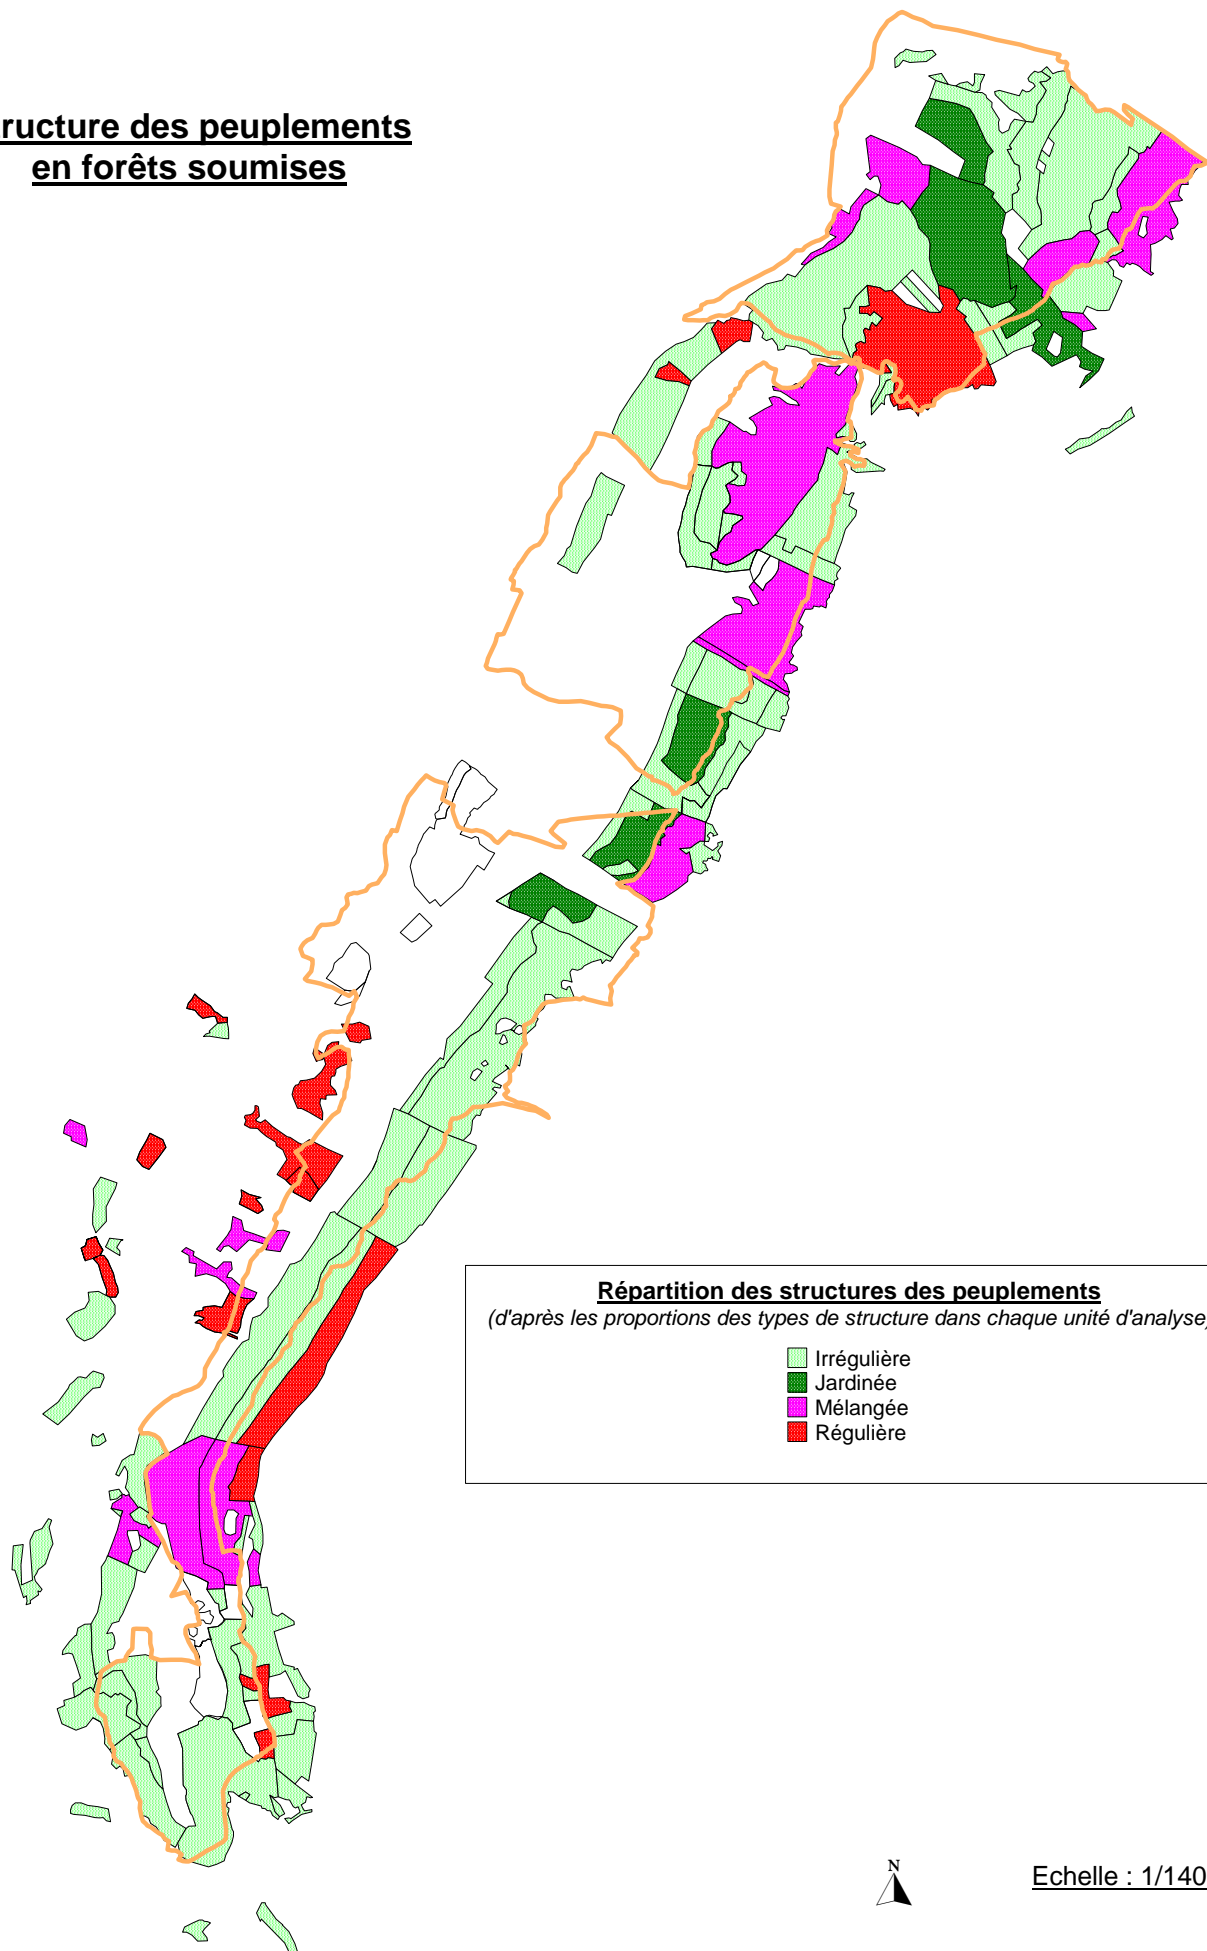 ructure des peuplements
en forêts soumises
Répartition des structures des peuplements
(d'après les proportions des types de structure dans chaque unité d'analyse)
Irrégulière
Jardinée
Mélangée
Régulière
N
Echelle : 1/140